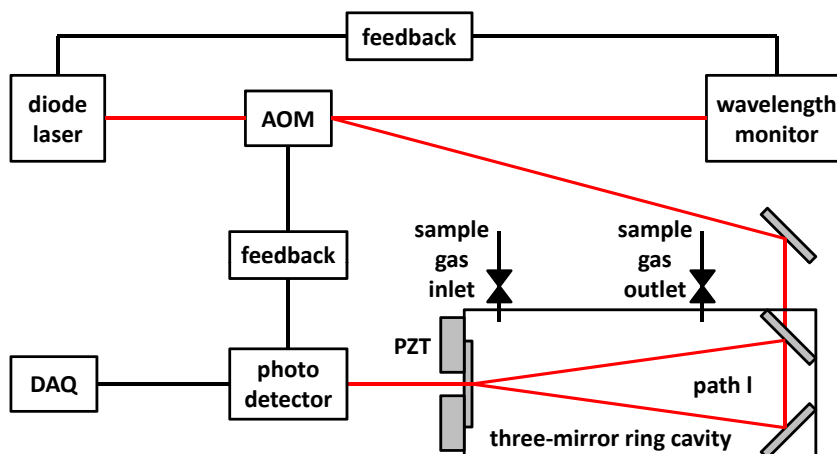 feedback
diode
laser
AOM
wavelength
monitor
feedback
sample
gas
inlet
sample
gas
outlet
PZT
DAQ
photo
detector
path l
three-mirror ring cavity